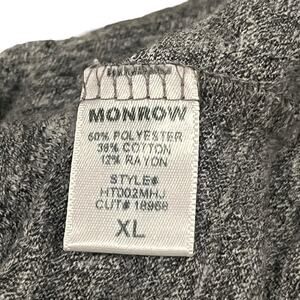 MONROW
50% POLYESTER
38% COTTON
12% RAYON
STYLE#
HT002MHJ
CUT# 18968
XL